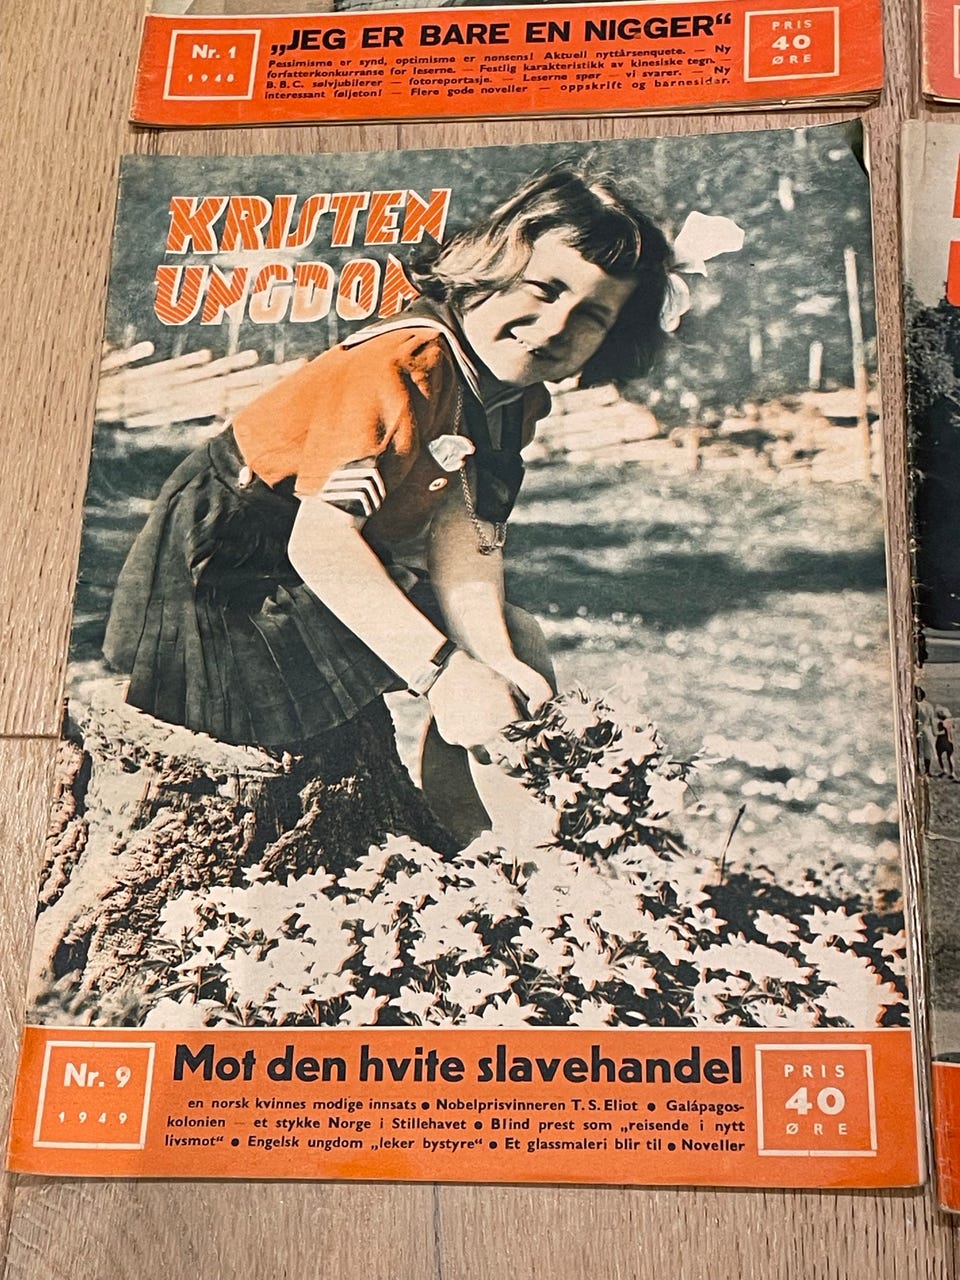 Nr. 1
1948
„JEG ER BARE EN NIGGER“
Pessimisme er synd, optimisme er nonsens! Aktuell nyttårsenquete. — Ny
forfatterkonkurranse for leserne. — Festlig karakteristikk av kinesiske tegn. —
B.B.C. sølvjubilerer — fotoreportasje. — Leserne spør — vi svarer. — Ny
interessant føljeton! — Flere gode noveller — oppskrift og barnesider.
PRIS
40
ØRE
KRISTEN
UNGDOM
Nr. 9
1949
Mot den hvite slavehandel
en norsk kvinnes modige innsats ● Nobelprisvinneren T. S. Eliot ● Galápagos-
kolonien — et stykke Norge i Stillehavet ● Blind prest som „reisende i nytt
livsmot“ ● Engelsk ungdom „leker bystyre“ ● Et glassmaleri blir til ● Noveller
PRIS
40
ØRE